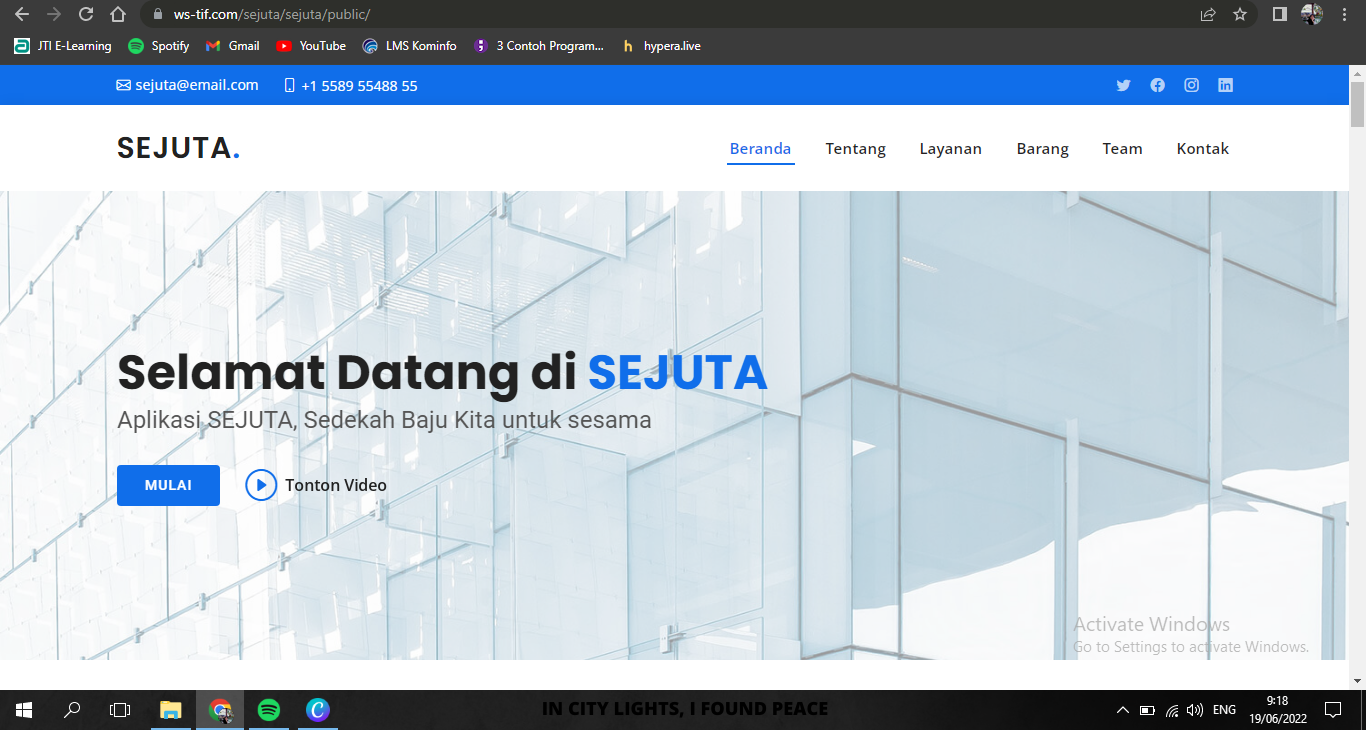 ws-tif.com/sejuta/sejuta/public/
JTI E-Learning Spotify Gmail YouTube LMS Kominfo 3 Contoh Program... hypera.live
sejuta@email.com +1 5589 55488 55
SEJUTA.
Beranda Tentang Layanan Barang Team Kontak
Selamat Datang di SEJUTA
Aplikasi SEJUTA, Sedekah Baju Kita untuk sesama
MULAI Tonton Video
Activate Windows
Go to Settings to activate Windows.
IN CITY LIGHTS, I FOUND PEACE
ENG
9:18
19/06/2022